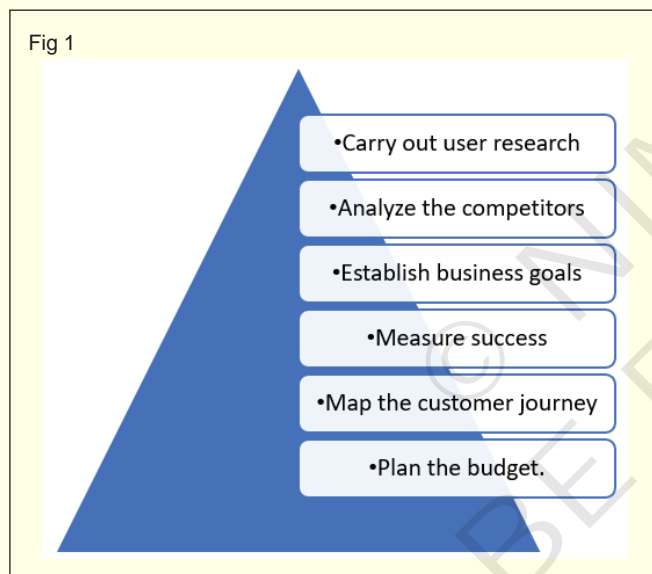 Fig 1
•Carry out user research
•Analyze the competitors
•Establish business goals
•Measure success
•Map the customer journey
•Plan the budget.
©
BE